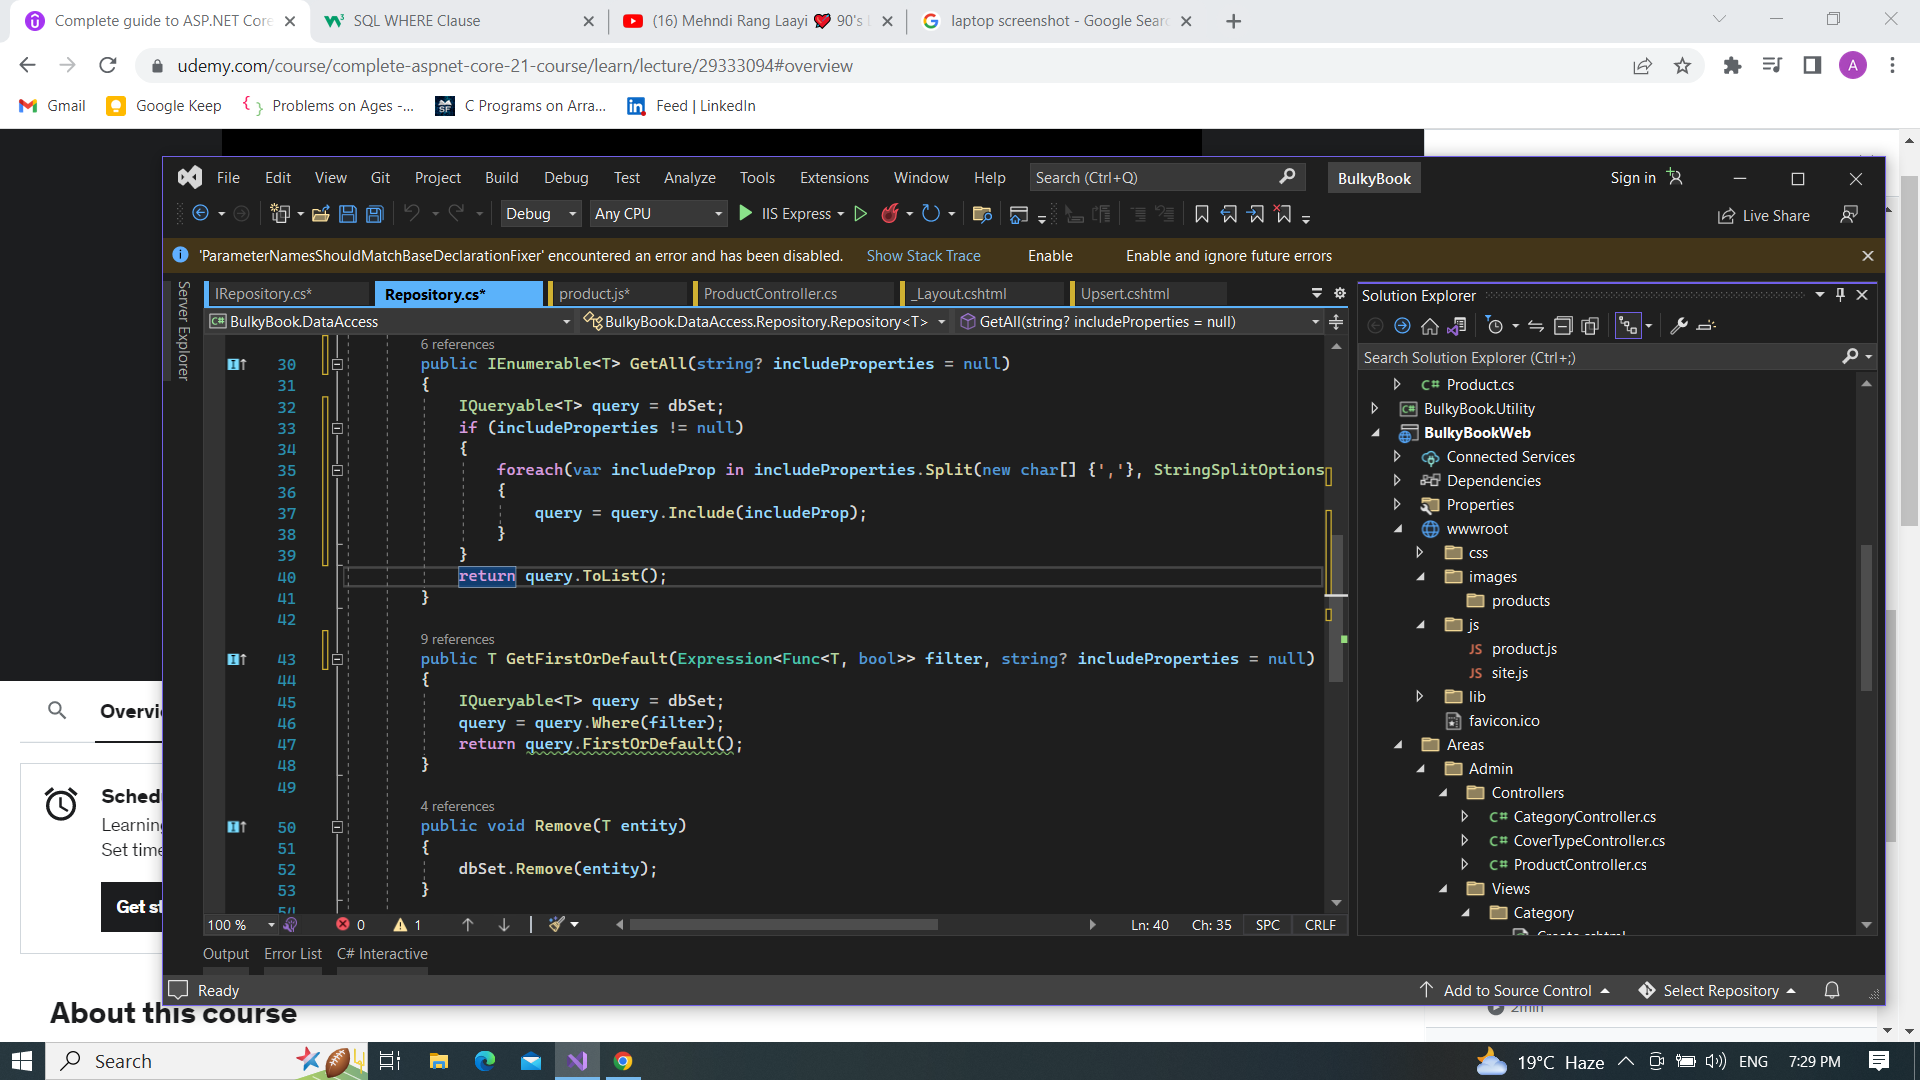 Complete guide to ASP.NET Core
SQL WHERE Clause
(16) Mehndi Rang Laayi ❤ 90's
laptop screenshot - Google Sear
udemy.com/course/complete-aspnet-core-21-course/learn/lecture/29333094#overview
A
Gmail
Google Keep
Problems on Ages -...
C Programs on Arra...
Feed | LinkedIn
File Edit View Git Project Build Debug Test Analyze Tools Extensions Window Help
Search (Ctrl+Q)
BulkyBook
Sign in
Debug
Any CPU
IIS Express
Live Share
'ParameterNamesShouldMatchBaseDeclarationFixer' encountered an error and has been disabled. Show Stack Trace Enable Enable and ignore future errors
Server Explorer
IRepository.cs* Repository.cs* product.js* ProductController.cs _Layout.cshtml Upsert.cshtml
BulkyBook.DataAccess BulkyBook.DataAccess.Repository.Repository<T> GetAll(string? includeProperties = null)
6 references
30 public IEnumerable<T> GetAll(string? includeProperties = null)
31 {
32 IQueryable<T> query = dbSet;
33 if (includeProperties != null)
34 {
35 foreach(var includeProp in includeProperties.Split(new char[] {','}, StringSplitOptions
36 {
37 query = query.Include(includeProp);
38 }
39 }
40 return query.ToList();
41 }
42
9 references
43 public T GetFirstOrDefault(Expression<Func<T, bool>> filter, string? includeProperties = null)
44 {
45 IQueryable<T> query = dbSet;
46 query = query.Where(filter);
47 return query.FirstOrDefault();
48 }
49
4 references
50 public void Remove(T entity)
51 {
52 dbSet.Remove(entity);
53 }
54
100 % 0 1 Ln: 40 Ch: 35 SPC CRLF
Output Error List C# Interactive
Ready
Add to Source Control Select Repository
Solution Explorer
Search Solution Explorer (Ctrl+;)
C# Product.cs
C# BulkyBook.Utility
BulkyBookWeb
Connected Services
Dependencies
Properties
wwwroot
css
images
products
js
JS product.js
JS site.js
lib
favicon.ico
Areas
Admin
Controllers
C# CategoryController.cs
C# CoverTypeController.cs
C# ProductController.cs
Views
Category
Create.cshtml
Overvi
Sched
Learnin
Set time
Get st
About this course
2min
Search
19°C Haze
ENG
7:29 PM